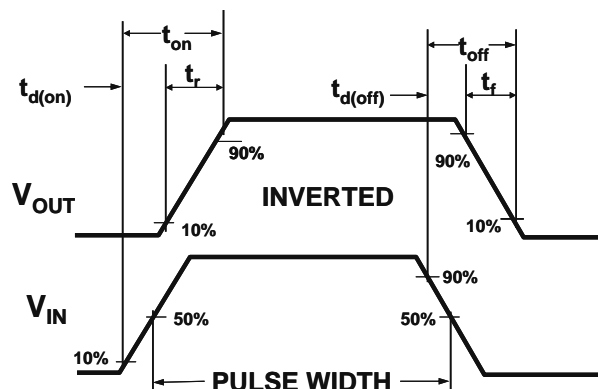 t_on
t_off
t_d(on)
t_r
t_d(off)
t_f
90%
90%
V_OUT
INVERTED
10%
10%
90%
V_IN
50%
50%
10%
PULSE WIDTH